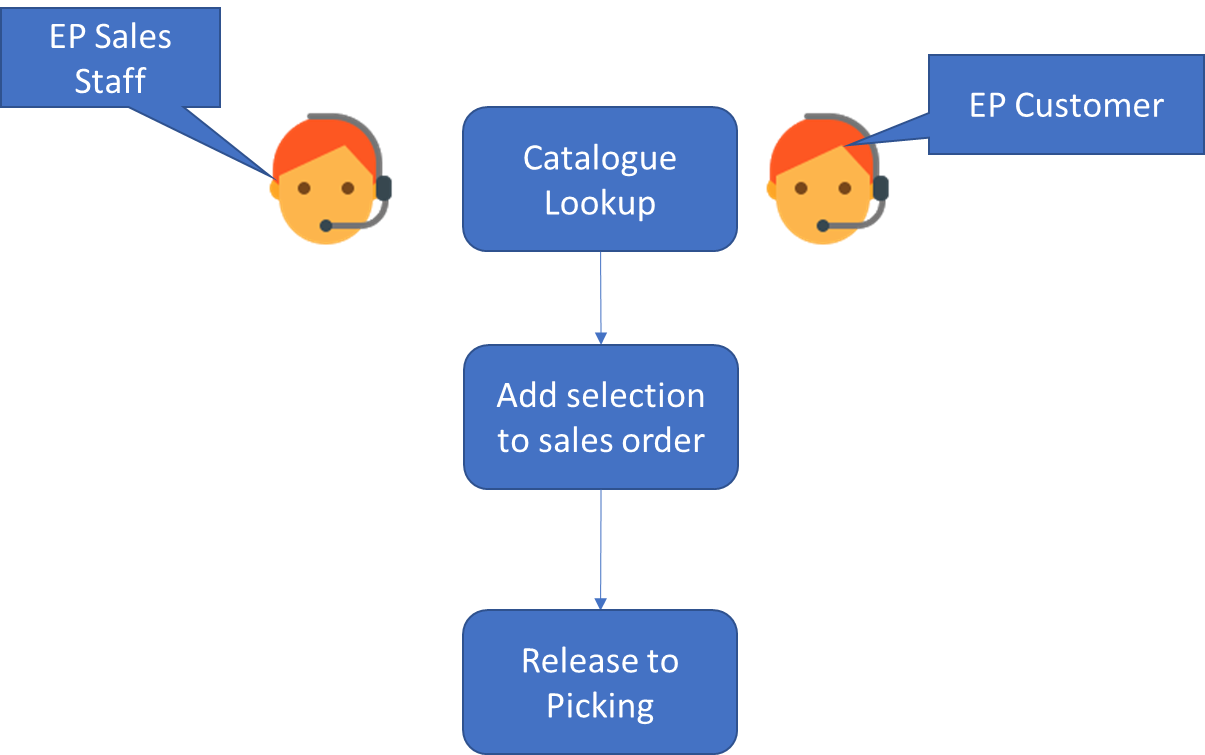 EP Sales
Staff
EP Customer
Catalogue
Lookup
Add selection
to sales order
Release to
Picking